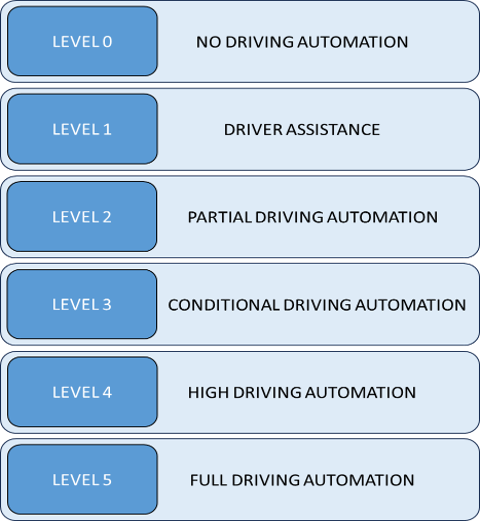 LEVEL 0 NO DRIVING AUTOMATION
LEVEL 1 DRIVER ASSISTANCE
LEVEL 2 PARTIAL DRIVING AUTOMATION
LEVEL 3 CONDITIONAL DRIVING AUTOMATION
LEVEL 4 HIGH DRIVING AUTOMATION
LEVEL 5 FULL DRIVING AUTOMATION